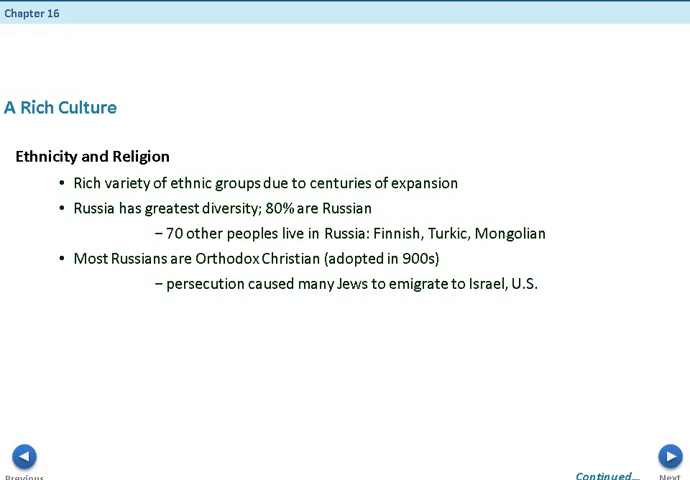 Chapter 16
A Rich Culture
Ethnicity and Religion
• Rich variety of ethnic groups due to centuries of expansion
• Russia has greatest diversity; 80% are Russian
– 70 other peoples live in Russia: Finnish, Turkic, Mongolian
• Most Russians are Orthodox Christian (adopted in 900s)
– persecution caused many Jews to emigrate to Israel, U.S.
Previous
Continued...
Next